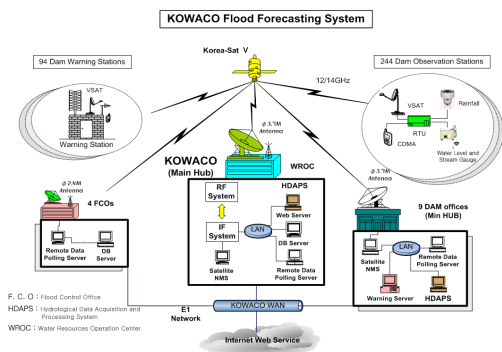 KOWACO Flood Forecasting System
Korea-Sat V
94 Dam Warning Stations
244 Dam Observation Stations
12/14GHz
VSAT
Warning Station
VSAT
Rainfall
RTU
CDMA
Water Level and
Stream Gauge
φ 3.7M
Antenna
KOWACO
(Main Hub)
WROC
φ 2.4M
Antenna
4 FCOs
φ 3.7M
Antenna
9 DAM offices
(Min HUB)
RF
System
HDAPS
Web Server
IF
System
LAN
DB Server
Satellite
NMS
Remote Data
Polling Server
Remote Data
Polling Server
DB
Server
LAN
Satellite
NMS
Remote Data
Polling Server
Warning Server
HDAPS
E1
Network
KOWACO WAN
Internet Web Service
F. C. O : Flood Control Office
HDAPS : Hydrological Data Acquisition and
Processing System
WROC : Water Resources Operation Center